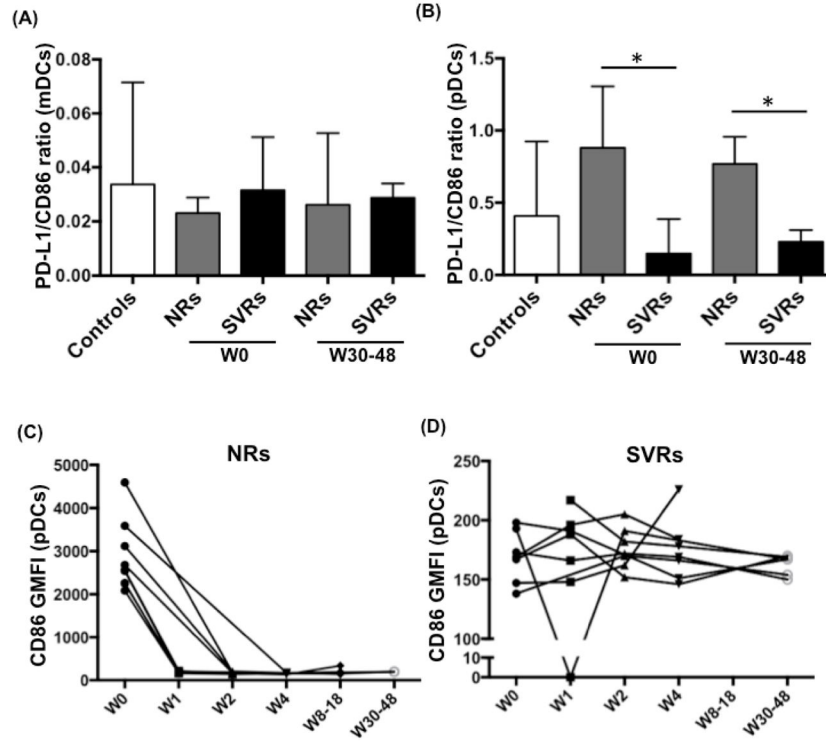 (A)
PD-L1/CD86 ratio (mDCs)
0.08
0.06
0.04
0.02
0.00
Controls
NRs
SVRs
NRs
SVRs
W0
W30-48
(B)
PD-L1/CD86 ratio (pDCs)
1.5
1.0
0.5
0.0
*
*
Controls
NRs
SVRs
NRs
SVRs
W0
W30-48
(C)
NRs
CD86 GMFI (pDCs)
5000
4000
3000
2000
1000
0
W0
W1
W2
W4
W8-18
W30-48
(D)
SVRs
CD86 GMFI (pDCs)
250
200
150
100
10
0
W0
W1
W2
W4
W8-18
W30-48